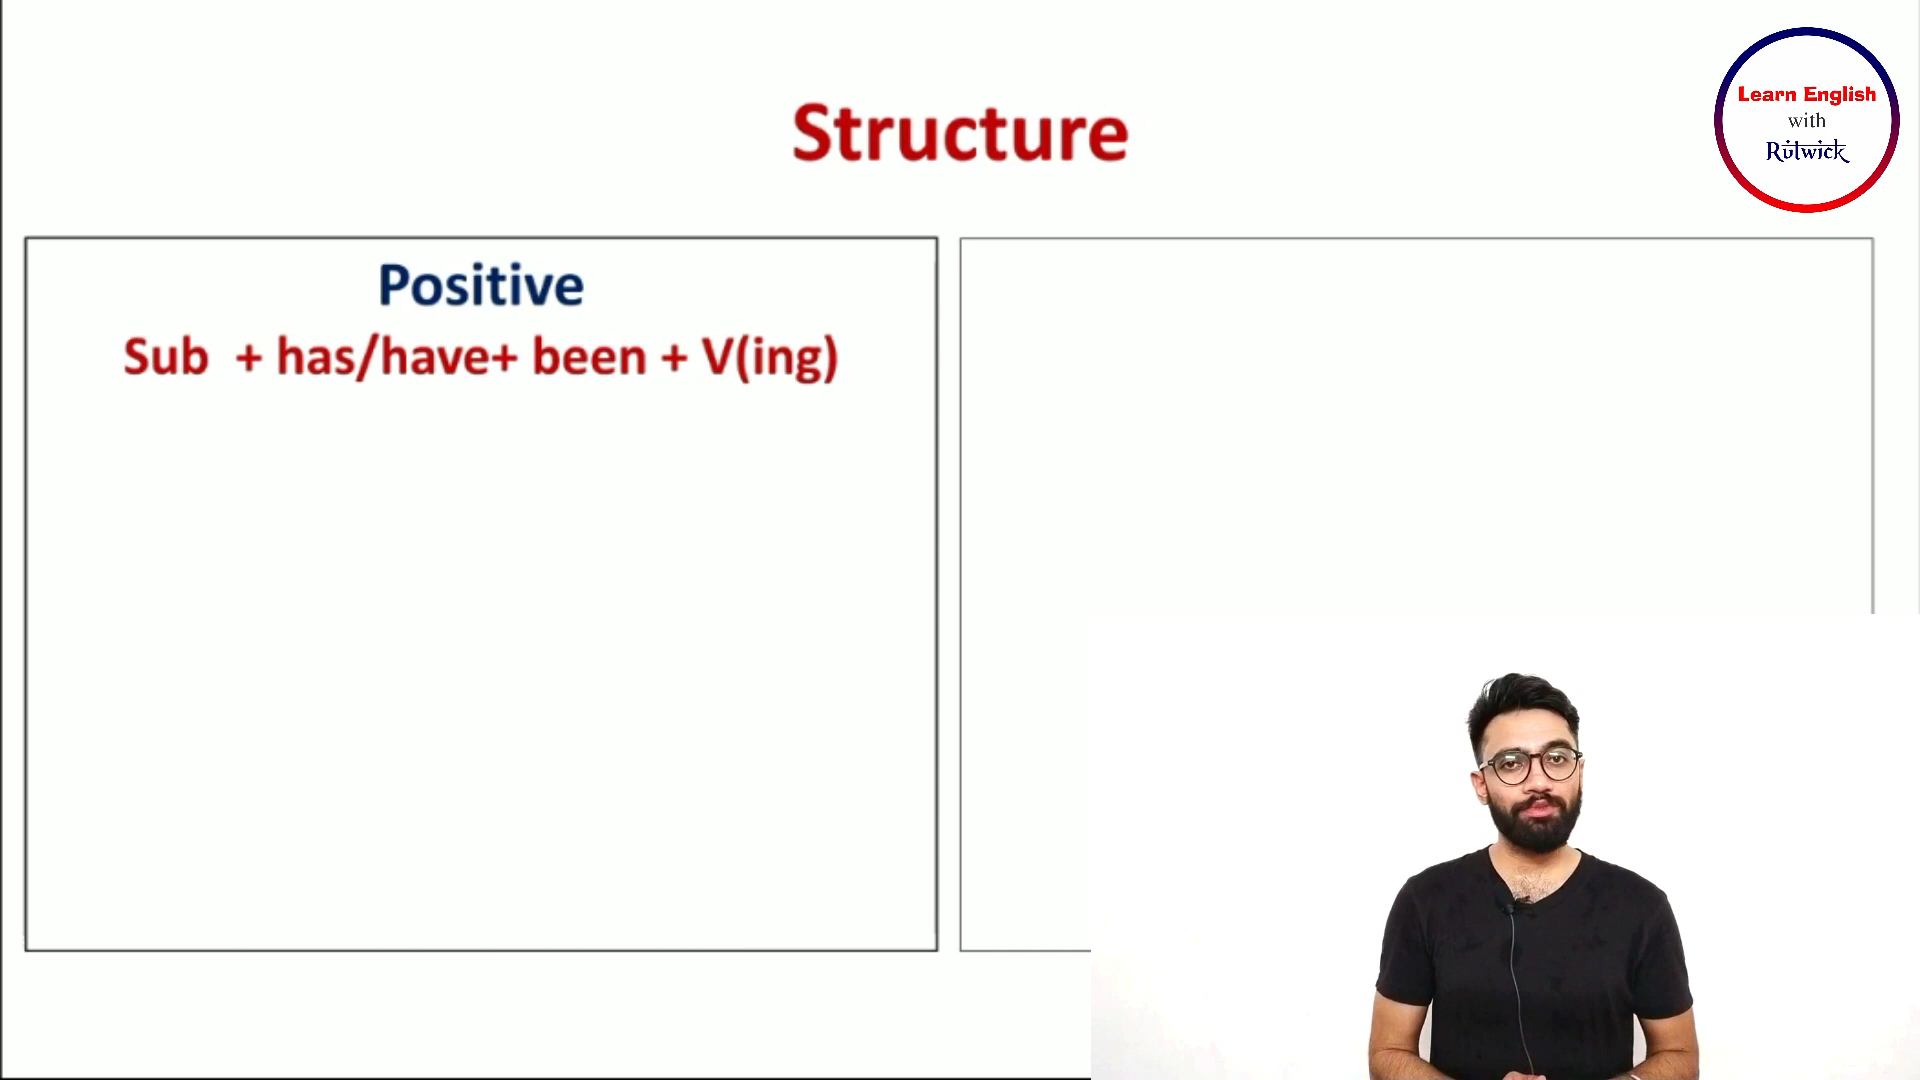 Structure
Learn English
with
Rutwick
Positive
Sub + has/have+ been + V(ing)